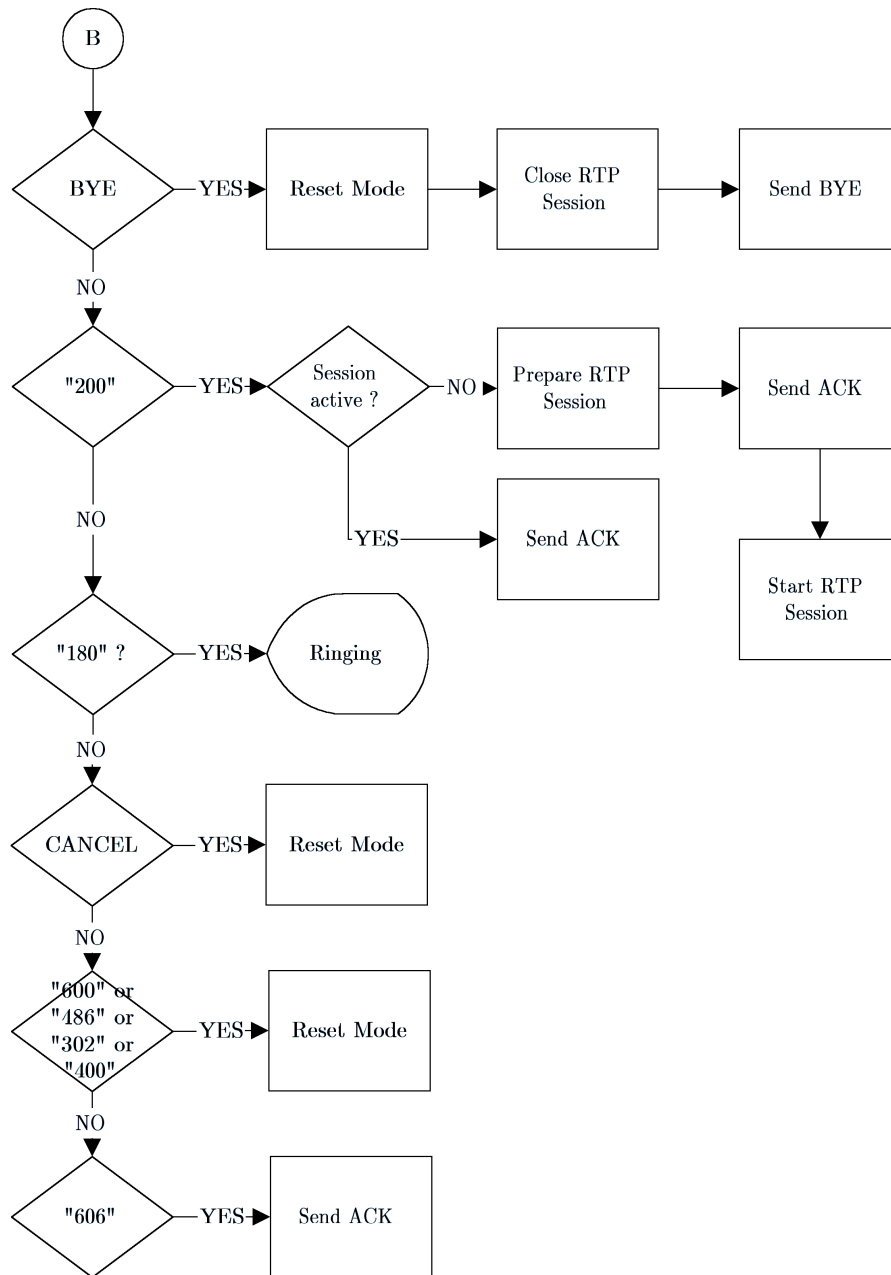 B
BYE
YES
Reset Mode
Close RTP
Session
Send BYE
NO
"200"
YES
Session
active ?
NO
Prepare RTP
Session
Send ACK
YES
Send ACK
Start RTP
Session
NO
"180" ?
YES
Ringing
NO
CANCEL
YES
Reset Mode
NO
"600" or
"486" or
"302" or
"400"
YES
Reset Mode
NO
"606"
YES
Send ACK